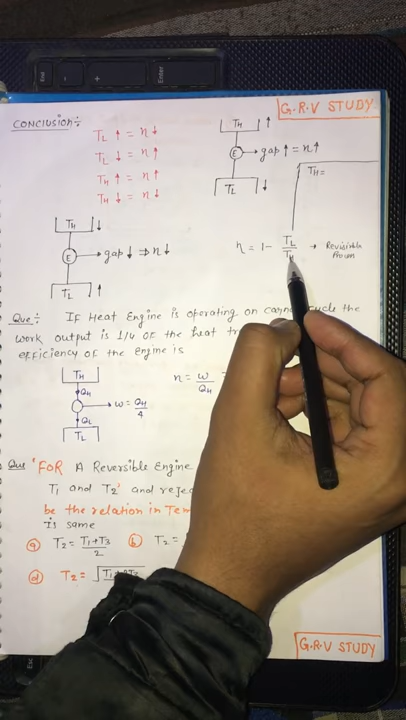 G.R.V STUDY
CONCLUSION:-
TL ↑ = η ↓
TL ↓ = η ↑
TH ↑ = η ↑
TH ↓ = η ↓
TH ↑
E → gap ↑ = η ↑
TL ↓
TH =
TH ↓
E → gap ↓ ⇒ η ↓
TL ↑
η = 1- TL/TH → Revisible
Que:- If Heat Engine is operating on carnot cycle the
work output is 1/4 of the heat
efficiency of the engine is
TH
QH
W = QH/4
QL
TL
η = W/QH =
Que 'FOR A Reversible Engine
T1 and T2' and
be the relation in
is same
(a) T2 = T1+T3/2 (b) T2 =
(d) T2 =
G.R.V STUDY